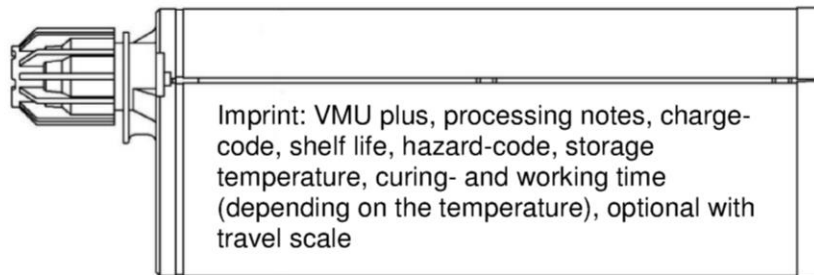 Imprint: VMU plus, processing notes, charge-
code, shelf life, hazard-code, storage
temperature, curing- and working time
(depending on the temperature), optional with
travel scale